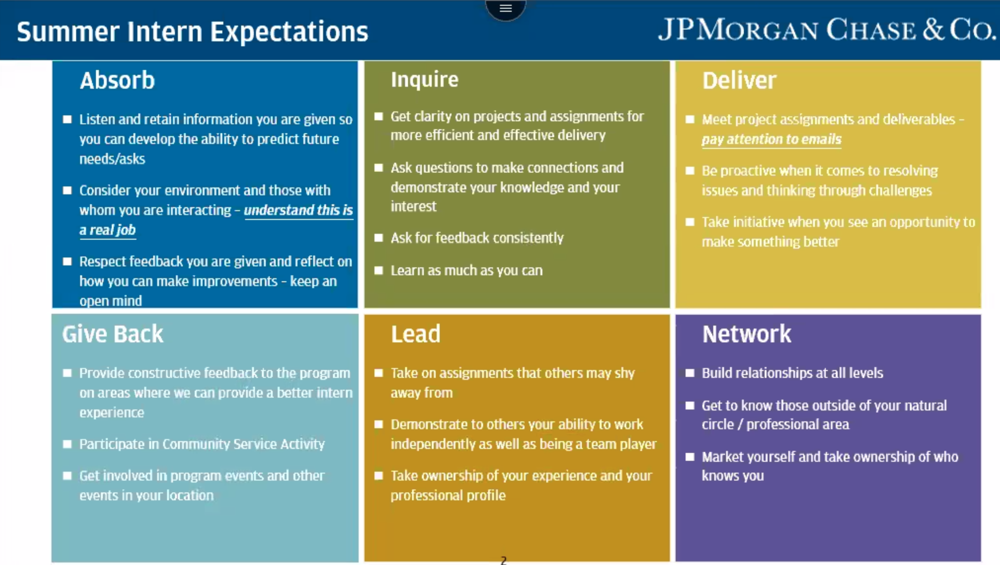 Summer Intern Expectations
JPMORGAN CHASE & CO.
Absorb
■ Listen and retain information you are given so
you can develop the ability to predict future
needs/asks
■ Consider your environment and those with
whom you are interacting – understand this is
a real job
■ Respect feedback you are given and reflect on
how you can make improvements – keep an
open mind
Inquire
■ Get clarity on projects and assignments for
more efficient and effective delivery
■ Ask questions to make connections and
demonstrate your knowledge and your
interest
■ Ask for feedback consistently
■ Learn as much as you can
Deliver
■ Meet project assignments and deliverables –
pay attention to emails
■ Be proactive when it comes to resolving
issues and thinking through challenges
■ Take initiative when you see an opportunity to
make something better
Give Back
■ Provide constructive feedback to the program
on areas where we can provide a better intern
experience
■ Participate in Community Service Activity
■ Get involved in program events and other
events in your location
Lead
■ Take on assignments that others may shy
away from
■ Demonstrate to others your ability to work
independently as well as being a team player
■ Take ownership of your experience and your
professional profile
Network
■ Build relationships at all levels
■ Get to know those outside of your natural
circle / professional area
■ Market yourself and take ownership of who
knows you
2